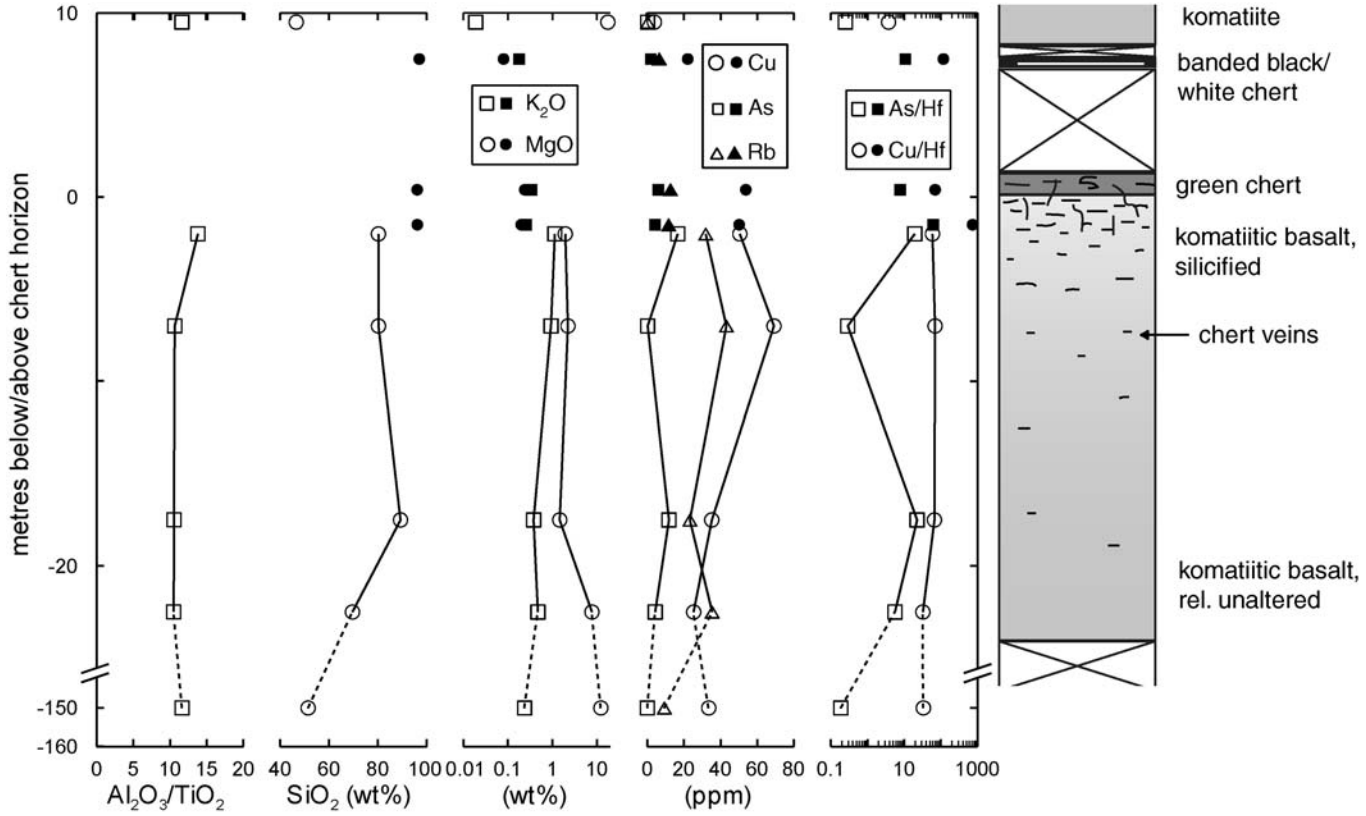 metres below/above chert horizon
10
0
-20
-150
-160
0 5 10 15 20
Al₂O₃/TiO₂
40 60 80 100
SiO₂ (wt%)
0.01 0.1 1 10
(wt%)
K₂O
MgO
0 20 40 60 80
(ppm)
Cu
As
Rb
0.1 10 1000
As/Hf
Cu/Hf
komatiite
banded black/
white chert
green chert
komatiitic basalt,
silicified
chert veins
komatiitic basalt,
rel. unaltered